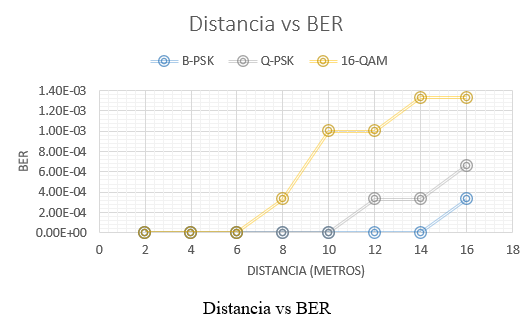 Distancia vs BER
B-PSK Q-PSK 16-QAM
1.40E-03
1.20E-03
1.00E-03
8.00E-04
6.00E-04
4.00E-04
2.00E-04
0.00E+00
BER
0 2 4 6 8 10 12 14 16 18
DISTANCIA (METROS)
Distancia vs BER